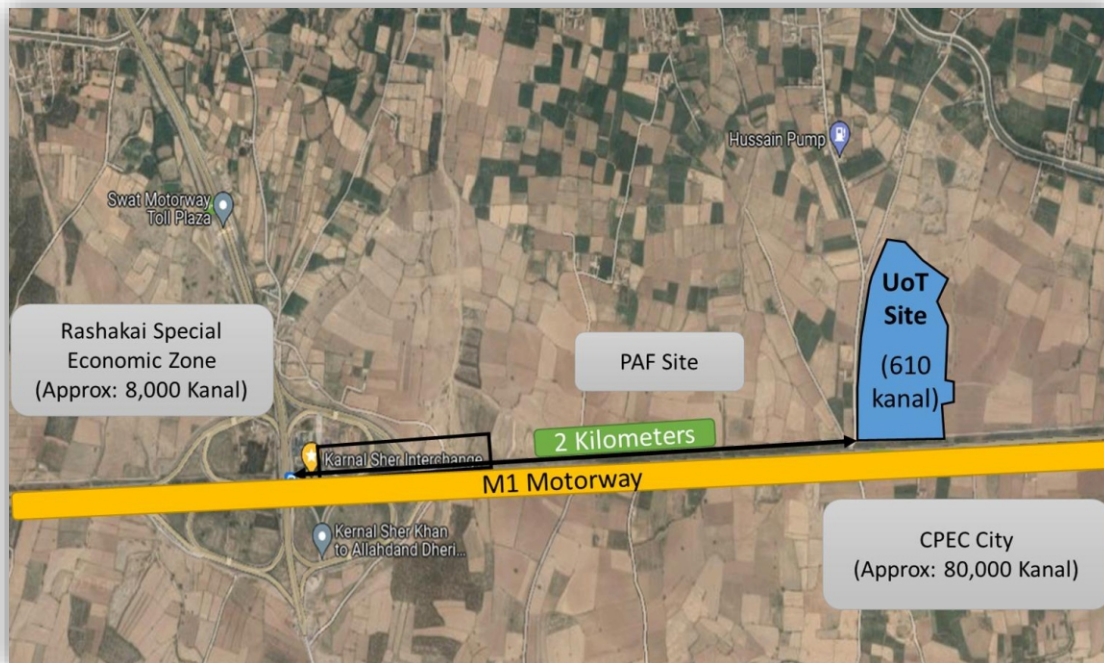 Hussain Pump
Swat Motorway
Toll Plaza
UoT
Site
(610
kanal)
Rashakai Special
Economic Zone
(Approx: 8,000 Kanal)
PAF Site
2 Kilometers
Karnal Sher Interchange
M1 Motorway
Kernal Sher Khan
to Allahdand Dheri...
CPEC City
(Approx: 80,000 Kanal)